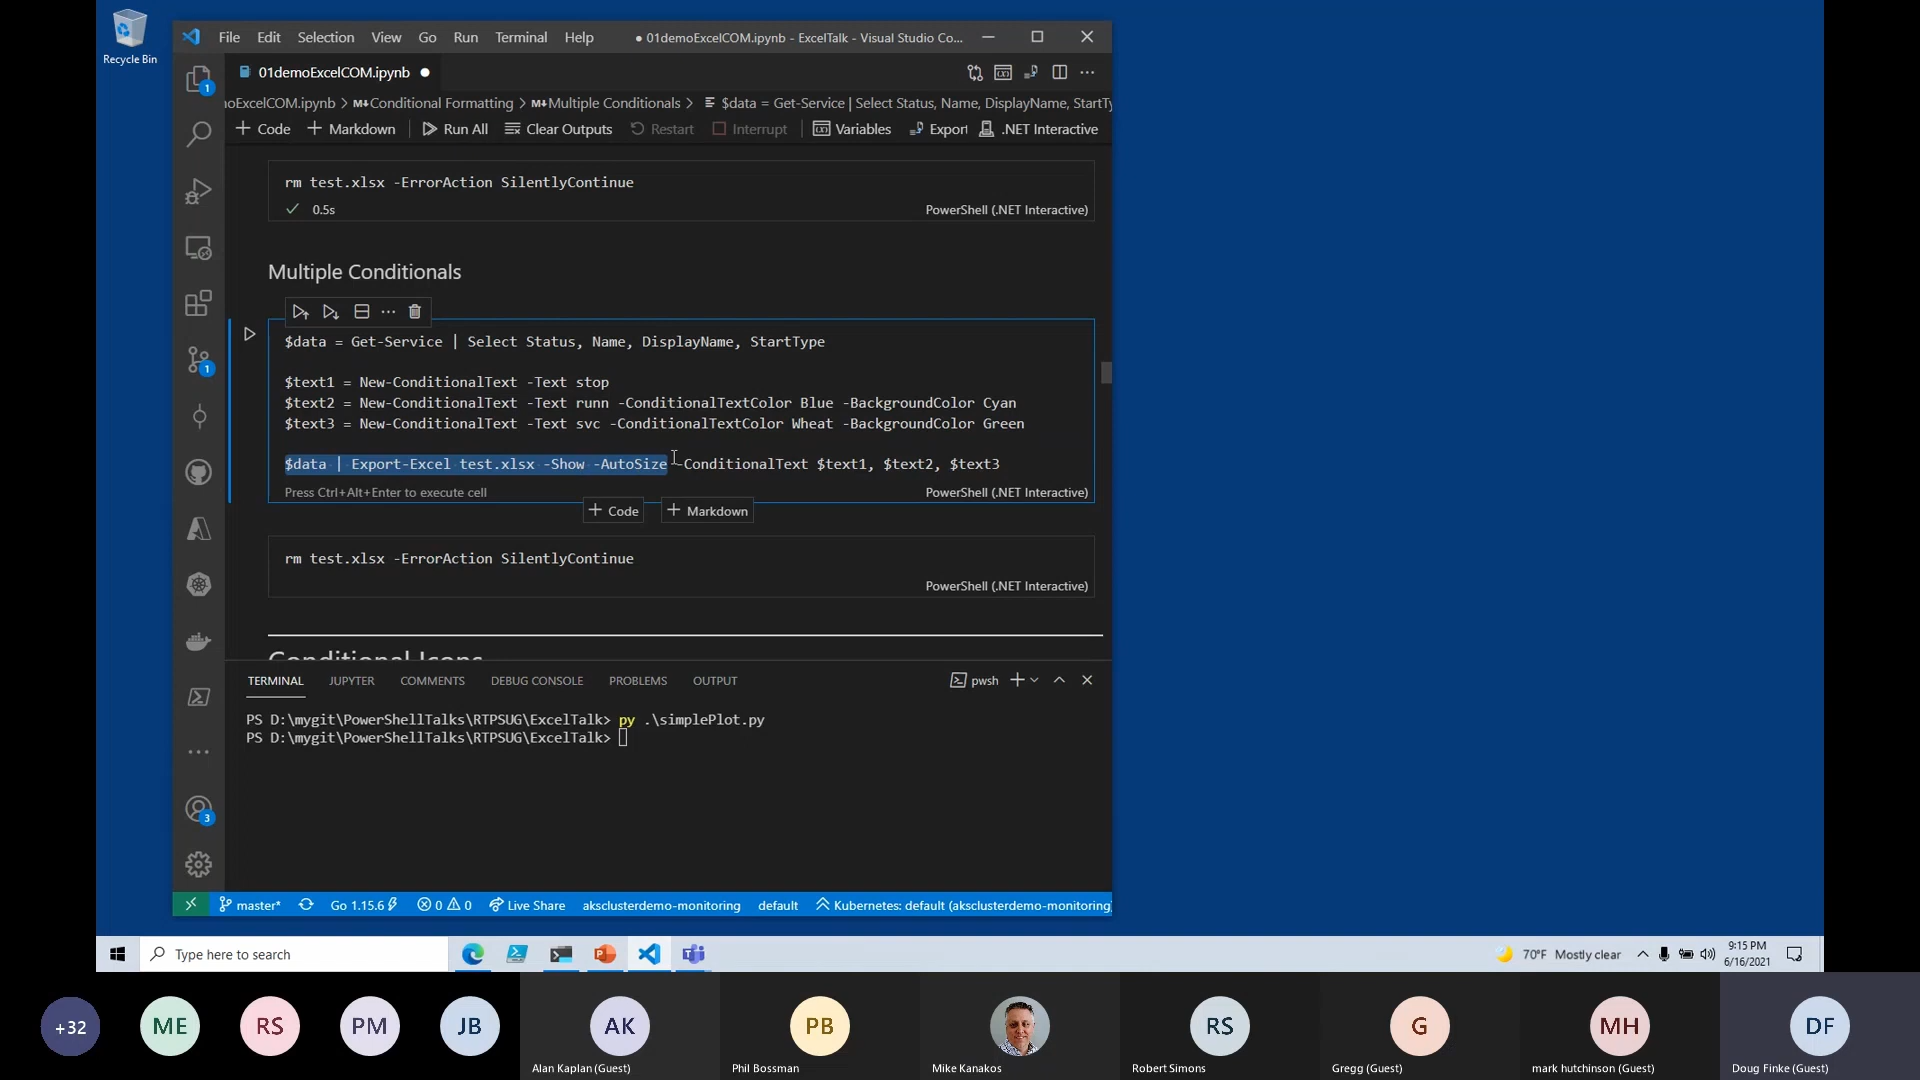 Recycle Bin
File Edit Selection View Go Run Terminal Help
● 01demoExcelCOM.ipynb - ExcelTalk - Visual Studio Co...
01demoExcelCOM.ipynb ●
oExcelCOM.ipynb > Conditional Formatting > Multiple Conditionals > $data = Get-Service | Select Status, Name, DisplayName, StartTy
+ Code + Markdown Run All Clear Outputs Restart Interrupt Variables Export .NET Interactive
rm test.xlsx -ErrorAction SilentlyContinue
✓ 0.5s
PowerShell (.NET Interactive)
Multiple Conditionals
$data = Get-Service | Select Status, Name, DisplayName, StartType
$text1 = New-ConditionalText -Text stop
$text2 = New-ConditionalText -Text runn -ConditionalTextColor Blue -BackgroundColor Cyan
$text3 = New-ConditionalText -Text svc -ConditionalTextColor Wheat -BackgroundColor Green
$data | Export-Excel test.xlsx -Show -AutoSize -ConditionalText $text1, $text2, $text3
Press Ctrl+Alt+Enter to execute cell
PowerShell (.NET Interactive)
+ Code + Markdown
rm test.xlsx -ErrorAction SilentlyContinue
PowerShell (.NET Interactive)
Conditional Icons
TERMINAL JUPYTER COMMENTS DEBUG CONSOLE PROBLEMS OUTPUT
pwsh
PS D:\mygit\PowerShellTalks\RTPSUG\ExcelTalk> py .\simplePlot.py
PS D:\mygit\PowerShellTalks\RTPSUG\ExcelTalk>
1
1
3
master* Go 1.15.6 0 0 Live Share aksclusterdemo-monitoring default Kubernetes: default (aksclusterdemo-monitoring)
Type here to search
70°F Mostly clear
9:15 PM
6/16/2021
+32 ME RS PM JB AK PB RS G MH DF
Alan Kaplan (Guest) Phil Bossman Mike Kanakos Robert Simons Gregg (Guest) mark hutchinson (Guest) Doug Finke (Guest)